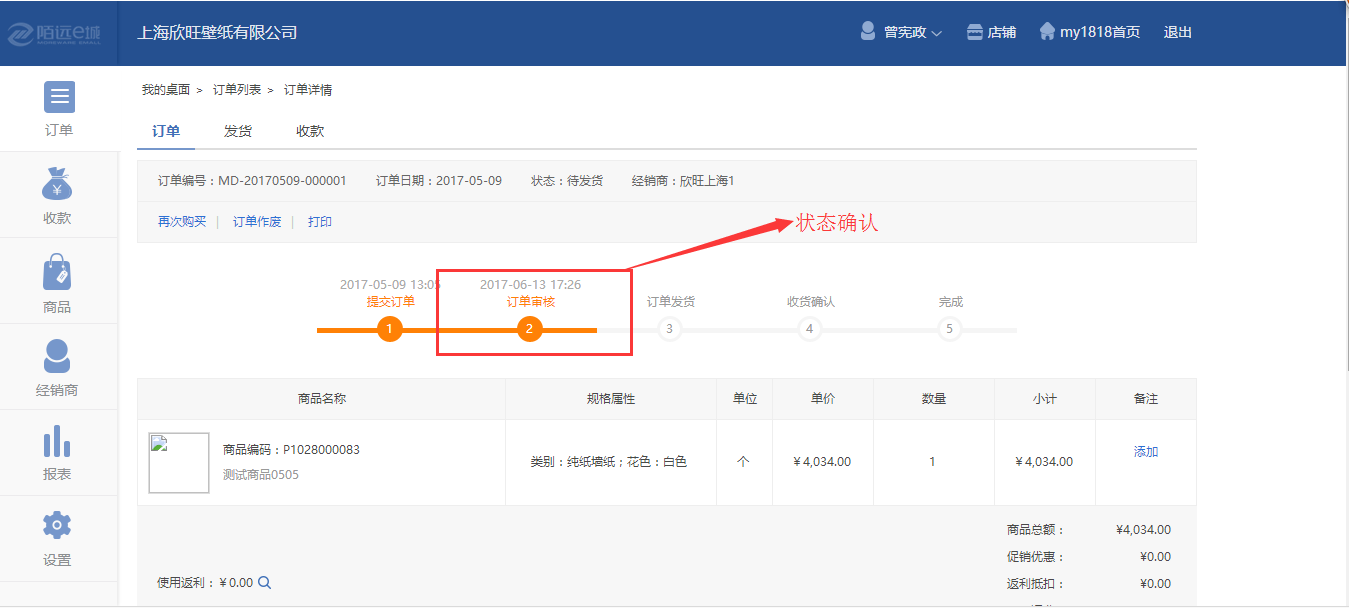 陌远e城
上海欣旺壁纸有限公司
曾宪政
店铺
my1818首页
退出
订单
收款
商品
经销商
报表
设置
我的桌面 > 订单列表 > 订单详情
订单 发货 收款
订单编号：MD-20170509-000001 订单日期：2017-05-09 状态：待发货 经销商：欣旺上海1
再次购买 | 订单作废 | 打印
状态确认
2017-05-09 13:05 2017-06-13 17:26
提交订单 订单审核 订单发货 收货确认 完成
1 2 3 4 5
商品名称 规格属性 单位 单价 数量 小计 备注
商品编码：P1028000083
测试商品0505
类别：纯纸墙纸；花色：白色 个 ¥4,034.00 1 ¥4,034.00 添加
商品总额： ¥4,034.00
促销优惠： ¥0.00
使用返利：¥0.00
返利抵扣： ¥0.00